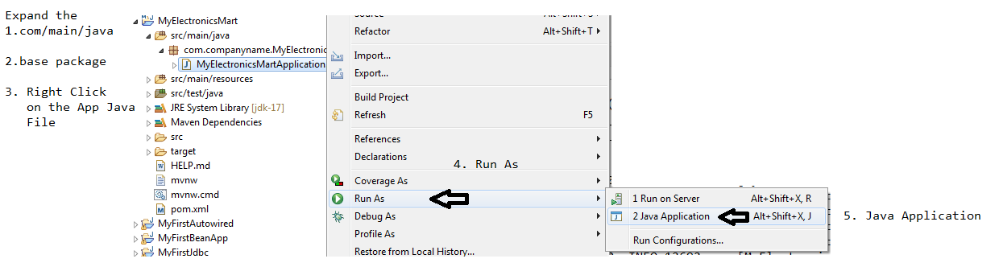 Expand the
1.com/main/java
2.base package
3. Right Click
on the App Java
File
MyElectronicsMart
src/main/java
com.companyname.MyElectronic
MyElectronicsMartApplication
src/main/resources
src/test/java
JRE System Library [jdk-17]
Maven Dependencies
src
target
HELP.md
mvnw
mvnw.cmd
pom.xml
MyFirstAutowired
MyFirstBeanApp
MyFirstJdbc
Source Alt+Shift+S
Refactor Alt+Shift+T
Import...
Export...
Build Project
Refresh F5
References
Declarations
4. Run As
Coverage As
Run As
Debug As
Profile As
Restore from Local History...
1 Run on Server Alt+Shift+X, R
2 Java Application Alt+Shift+X, J
Run Configurations...
5. Java Application